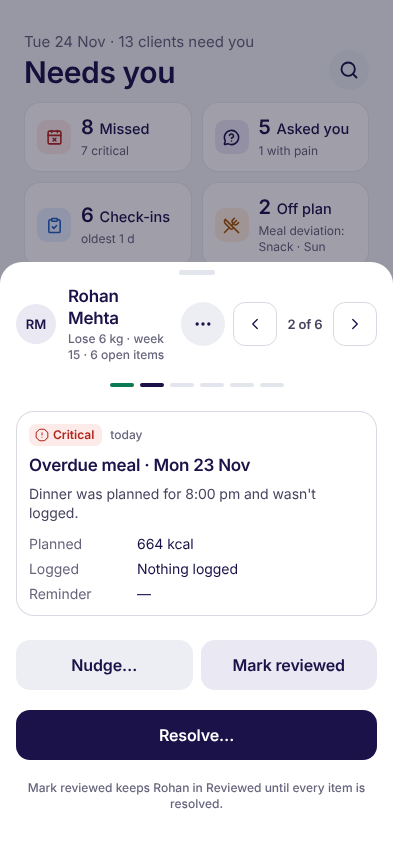 Tue 24 Nov · 13 clients need you
Needs you
8 Missed
7 critical
5 Asked you
1 with pain
6 Check-ins
oldest 1 d
2 Off plan
Meal deviation:
Snack · Sun
RM
Rohan
Mehta
Lose 6 kg · week
15 · 6 open items
2 of 6
Critical today
Overdue meal · Mon 23 Nov
Dinner was planned for 8:00 pm and wasn't
logged.
Planned 664 kcal
Logged Nothing logged
Reminder —
Nudge...
Mark reviewed
Resolve...
Mark reviewed keeps Rohan in Reviewed until every item is
resolved.